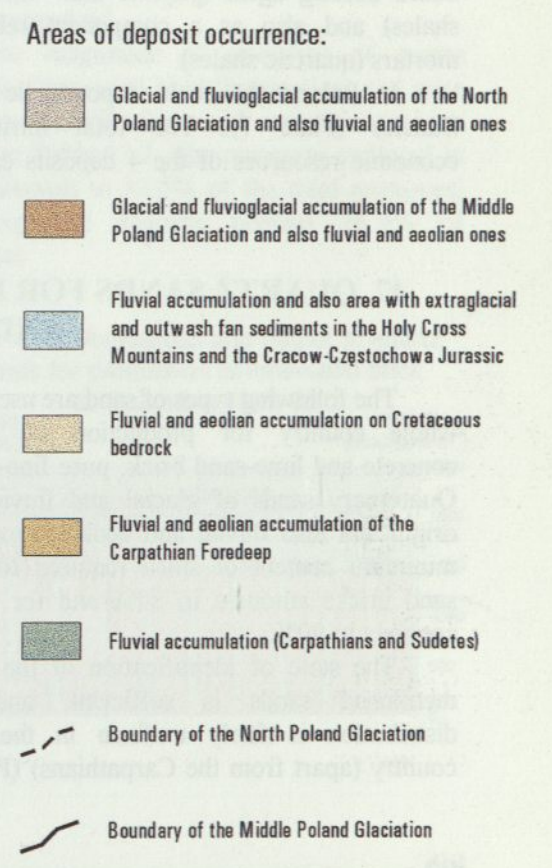 Areas of deposit occurrence:
Glacial and fluvioglacial accumulation of the North
Poland Glaciation and also fluvial and aeolian ones
Glacial and fluvioglacial accumulation of the Middle
Poland Glaciation and also fluvial and aeolian ones
Fluvial accumulation and also area with extraglacial
and outwash fan sediments in the Holy Cross
Mountains and the Cracow-Częstochowa Jurassic
Fluvial and aeolian accumulation on Cretaceous
bedrock
Fluvial and aeolian accumulation of the
Carpathian Foredeep
Fluvial accumulation (Carpathians and Sudetes)
Boundary of the North Poland Glaciation
Boundary of the Middle Poland Glaciation